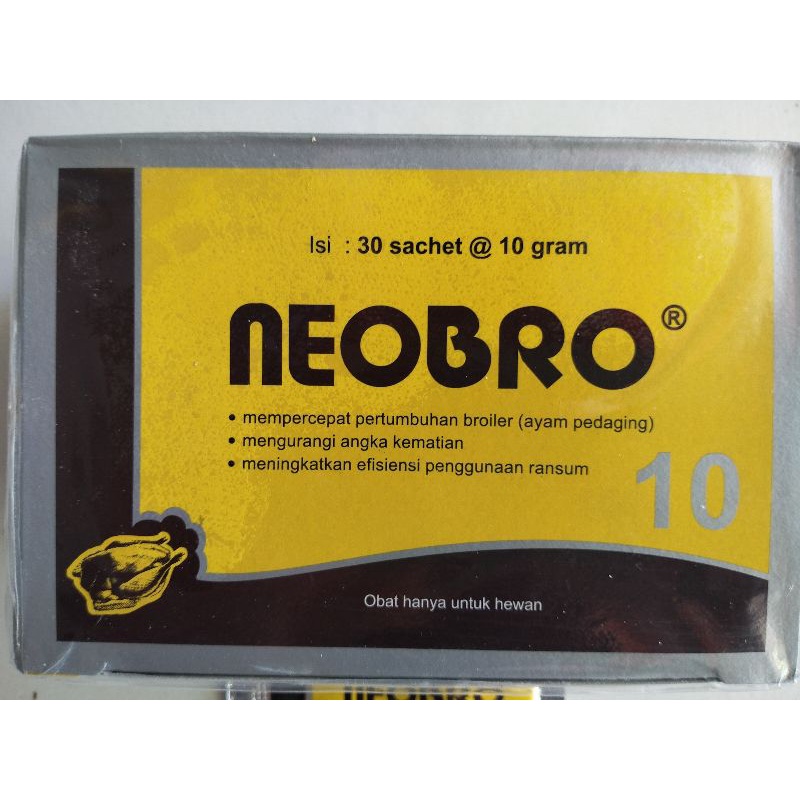 Isi : 30 sachet @ 10 gram
NEOBRO®
• mempercepat pertumbuhan broiler (ayam pedaging)
• mengurangi angka kematian
• meningkatkan efisiensi penggunaan ransum
10
Obat hanya untuk hewan
NEOBRO